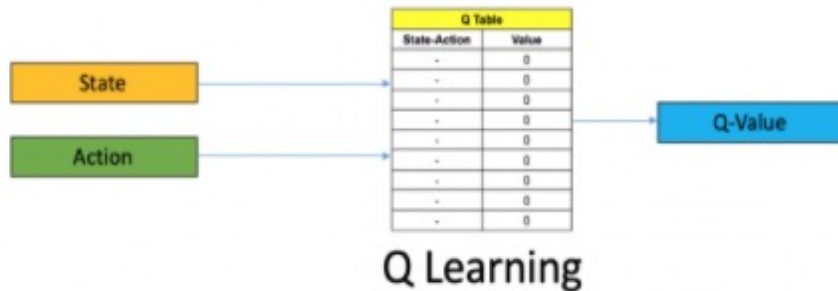 Q Table
State-Action Value
- 0
- 0
State
- 0
- 0
Q-Value
- 0
Action
- 0
- 0
- 0
- 0
Q Learning